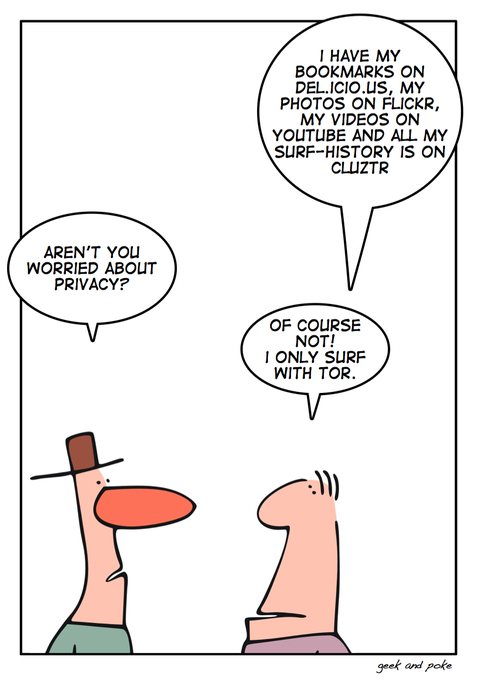 I HAVE MY
BOOKMARKS ON
DEL.ICIO.US, MY
PHOTOS ON FLICKR,
MY VIDEOS ON
YOUTUBE AND ALL MY
SURF-HISTORY IS ON
CLUZTR
AREN'T YOU
WORRIED ABOUT
PRIVACY?
OF COURSE
NOT!
I ONLY SURF
WITH TOR.
geek and poke